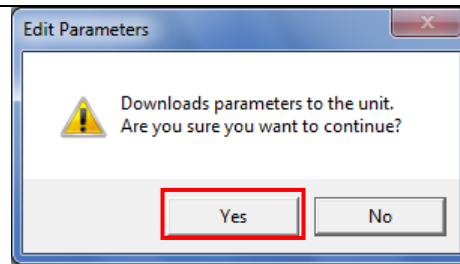 Edit Parameters
Downloads parameters to the unit.
Are you sure you want to continue?
Yes
No